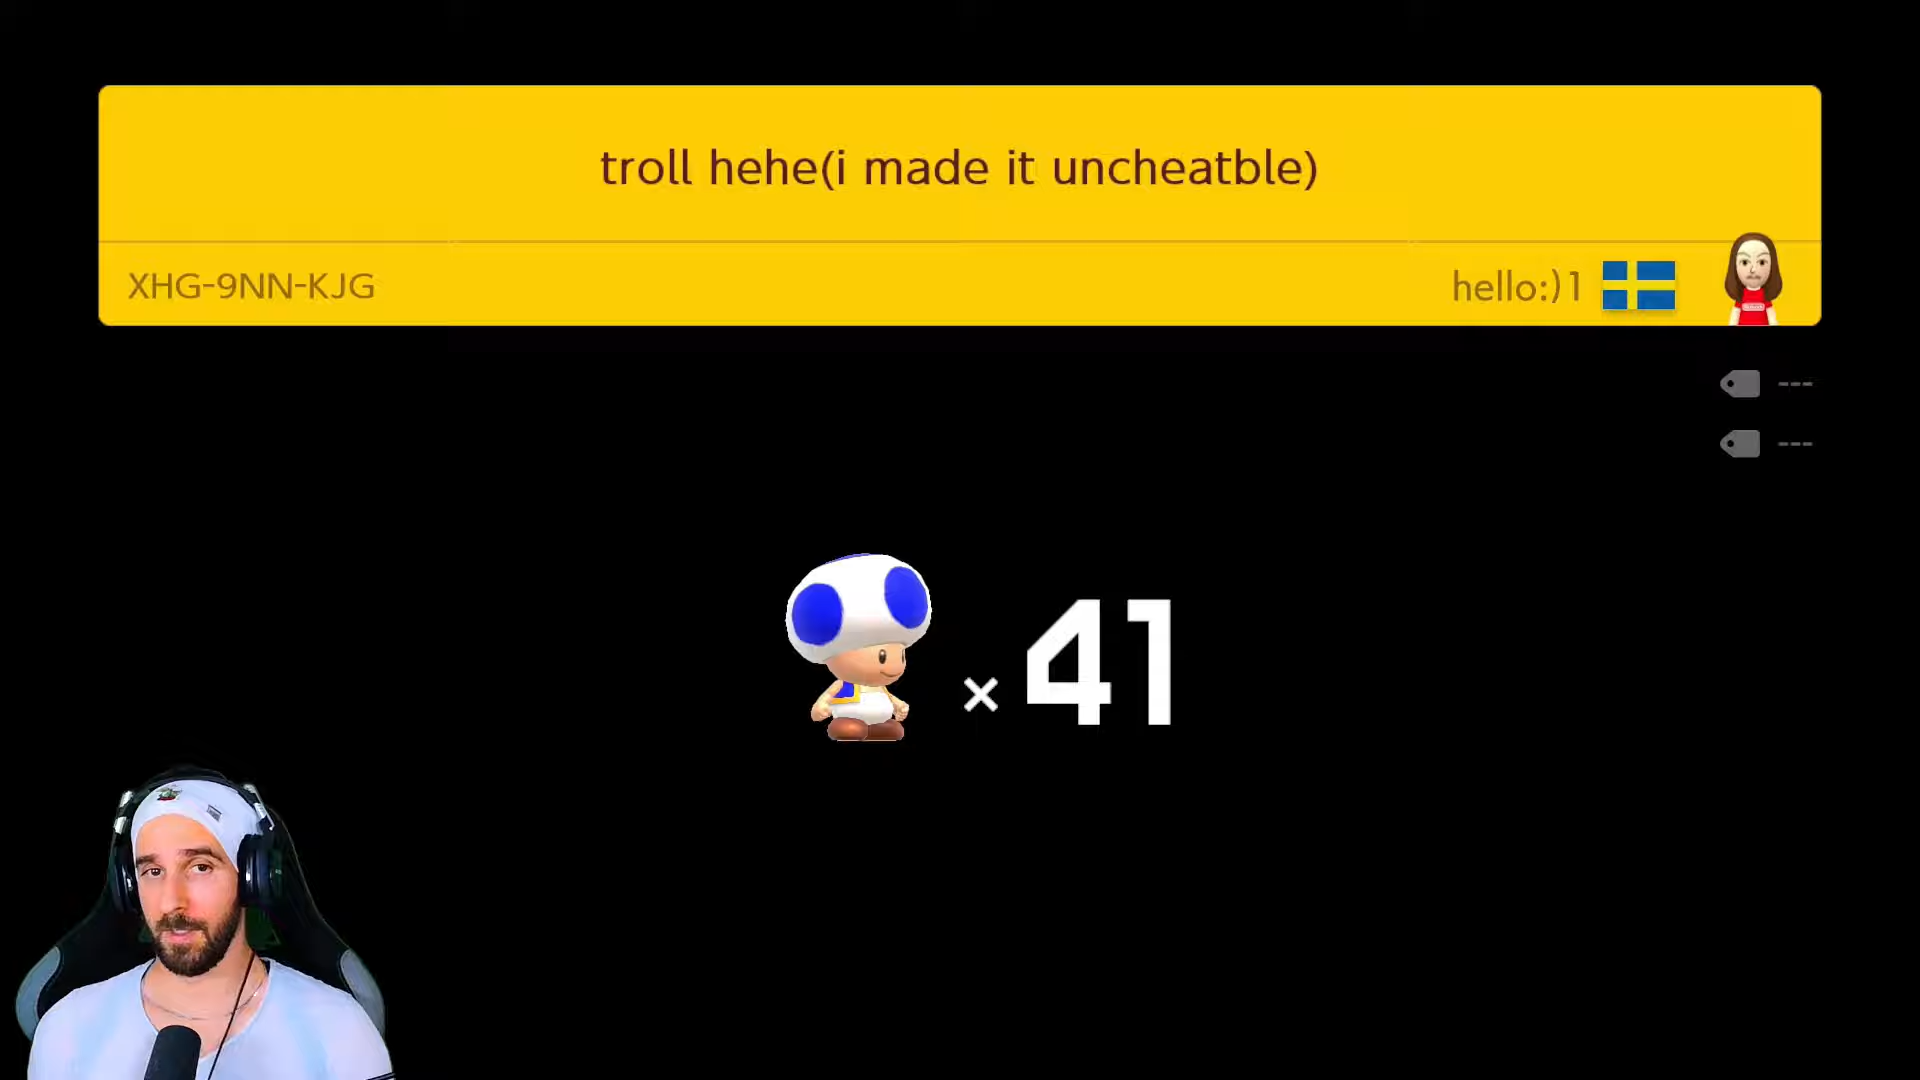 troll hehe(i made it uncheatble)
XHG-9NN-KJG
hello:)1
---
---
× 41